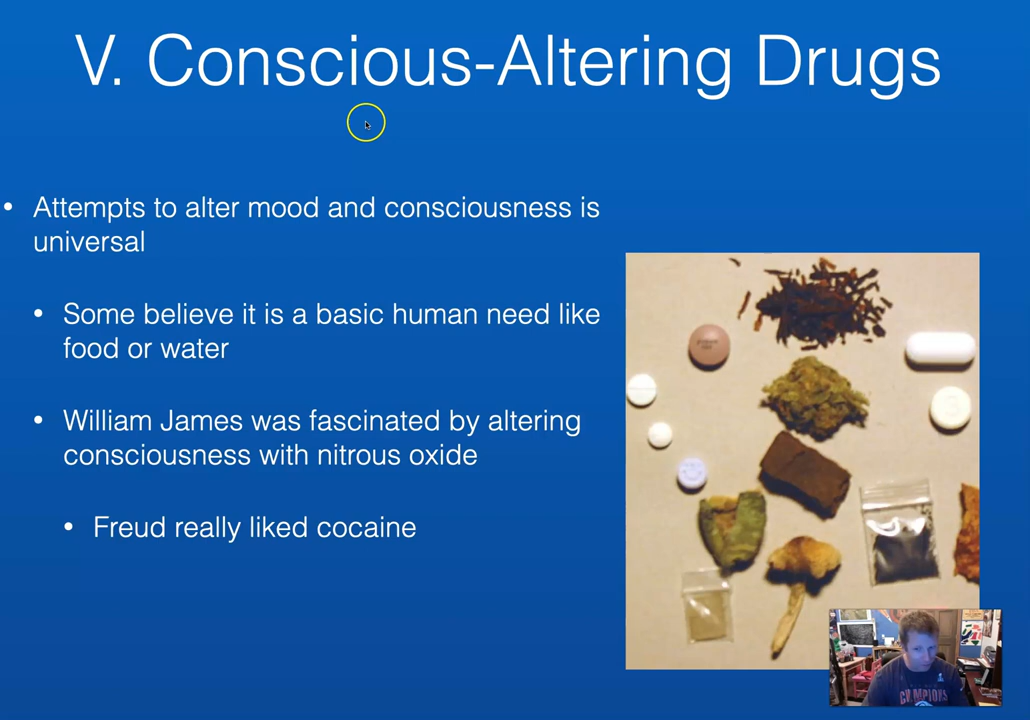 V. Conscious-Altering Drugs
• Attempts to alter mood and consciousness is
universal
• Some believe it is a basic human need like
food or water
• William James was fascinated by altering
consciousness with nitrous oxide
• Freud really liked cocaine
CHAMPIONS